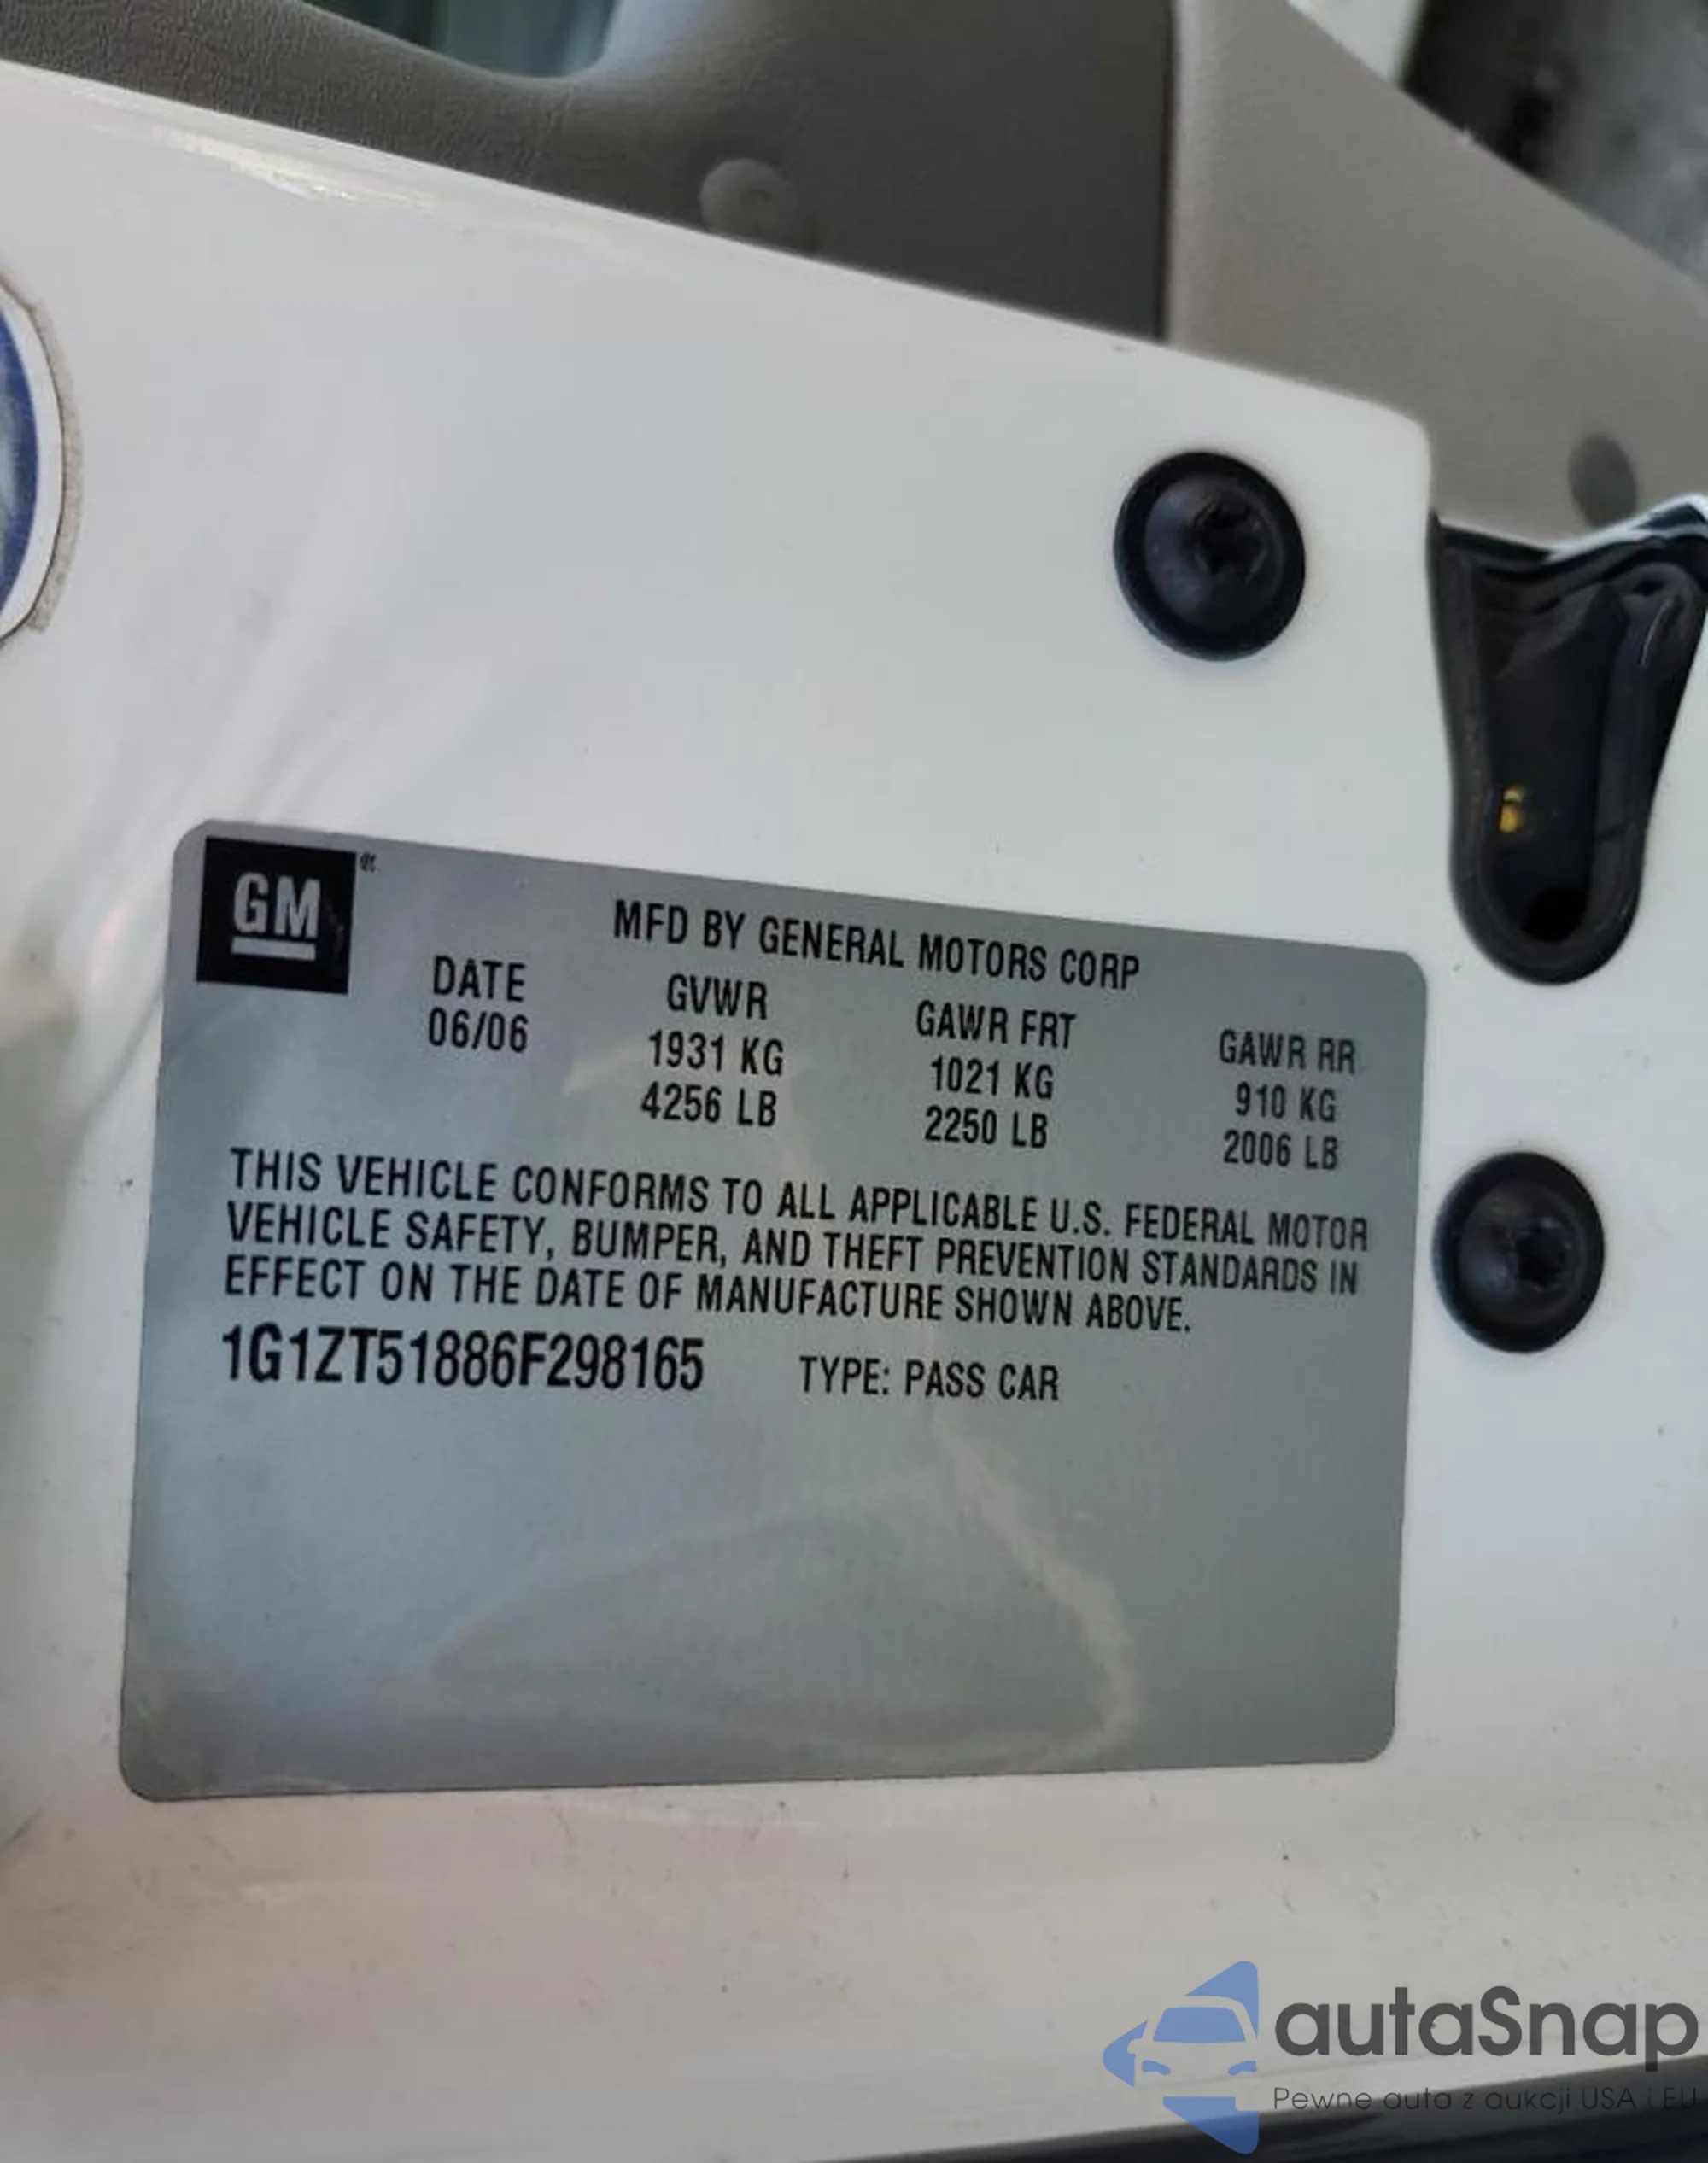 GM
MFD BY GENERAL MOTORS CORP
DATE GVWR GAWR FRT GAWR RR
06/06 1931 KG 1021 KG 910 KG
4256 LB 2250 LB 2006 LB
THIS VEHICLE CONFORMS TO ALL APPLICABLE U.S. FEDERAL MOTOR
VEHICLE SAFETY, BUMPER, AND THEFT PREVENTION STANDARDS IN
EFFECT ON THE DATE OF MANUFACTURE SHOWN ABOVE.
1G1ZT51886F298165 TYPE: PASS CAR
autaSnap
Pewne auta z aukcji USA i EU